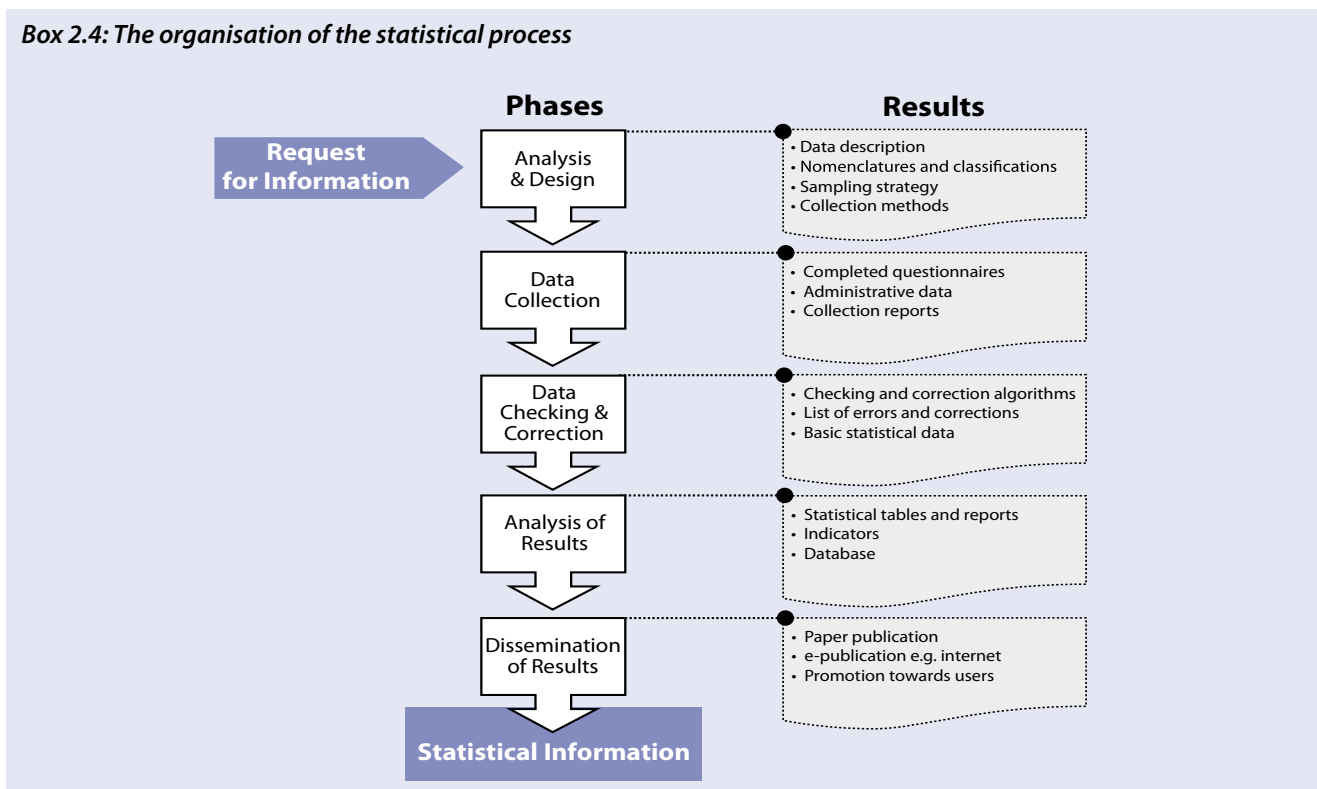 Box 2.4: The organisation of the statistical process
Phases
Results
Request
for Information
Analysis
& Design
• Data description
• Nomenclatures and classifications
• Sampling strategy
• Collection methods
Data
Collection
• Completed questionnaires
• Administrative data
• Collection reports
Data
Checking &
Correction
• Checking and correction algorithms
• List of errors and corrections
• Basic statistical data
Analysis of
Results
• Statistical tables and reports
• Indicators
• Database
Dissemination
of Results
• Paper publication
• e-publication e.g. internet
• Promotion towards users
Statistical Information